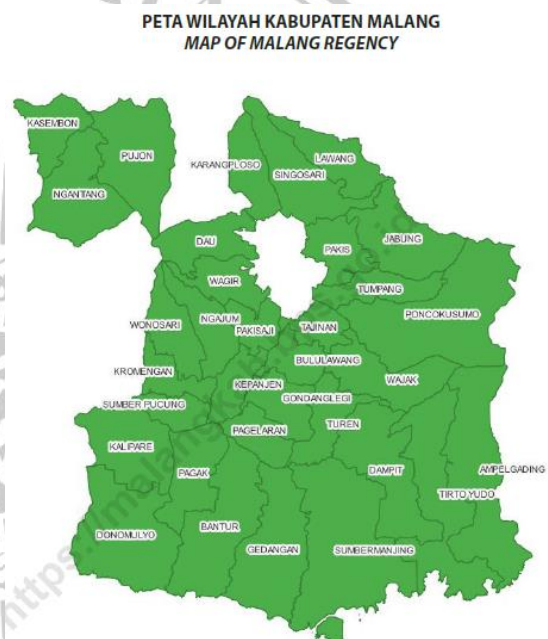 PETA WILAYAH KABUPATEN MALANG
MAP OF MALANG REGENCY
KASEMBON
PUJON
LAWANG
KARANGPLOSO
SINGOSARI
NGANTANG
DAU
PAKIS
JABUNG
WAGIR
TUMPANG
PONCOKUSUMO
WONOSARI
NGAJUM
PAKISAJI
TAJINAN
BULULAWANG
KROMENGAN
KEPANJEN
WAJAK
GONDANGLEGI
SUMBER PUCUNG
PAGELARAN
TUREN
KALIPARE
PAGAK
DAMPIT
AMPELGADING
TIRTO YUDO
DONOMULYO
BANTUR
GEDANGAN
SUMBERMANJING